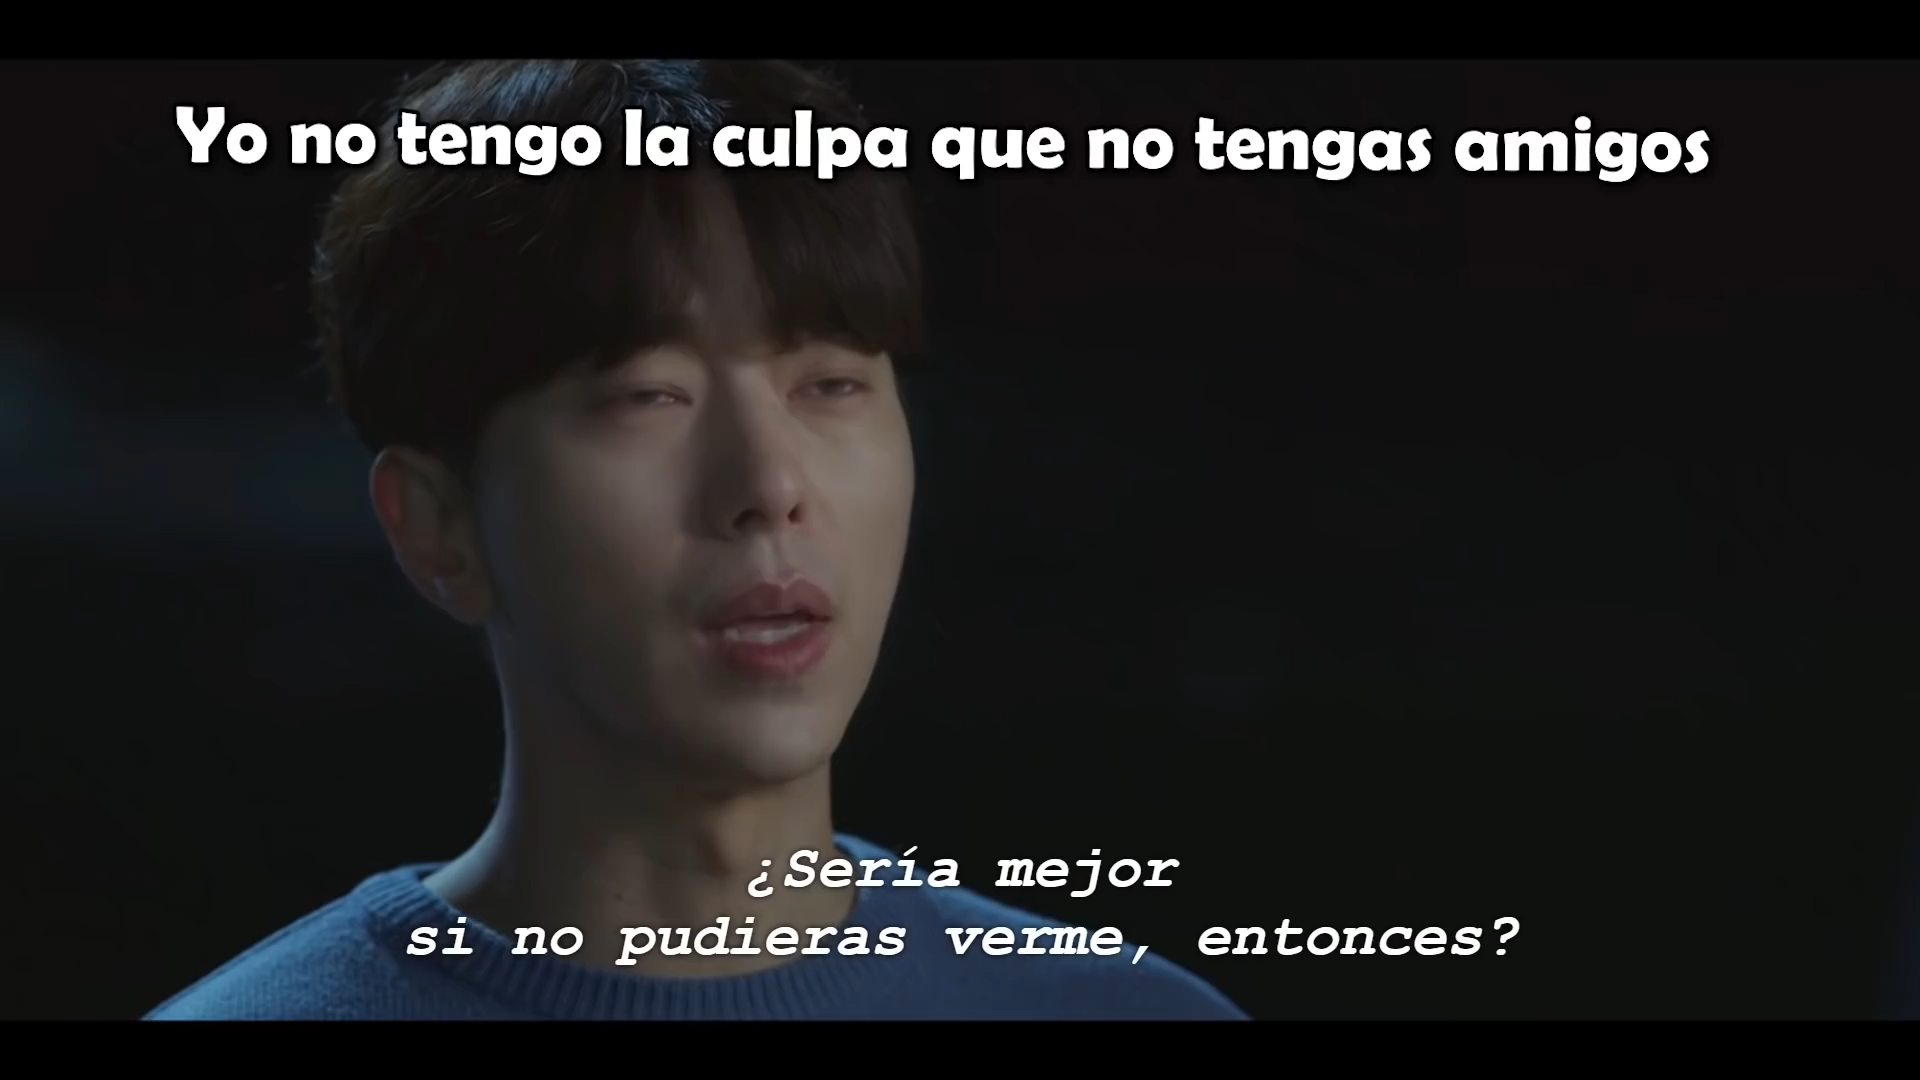 Yo no tengo la culpa que no tengas amigos
¿Sería mejor
si no pudieras verme, entonces?